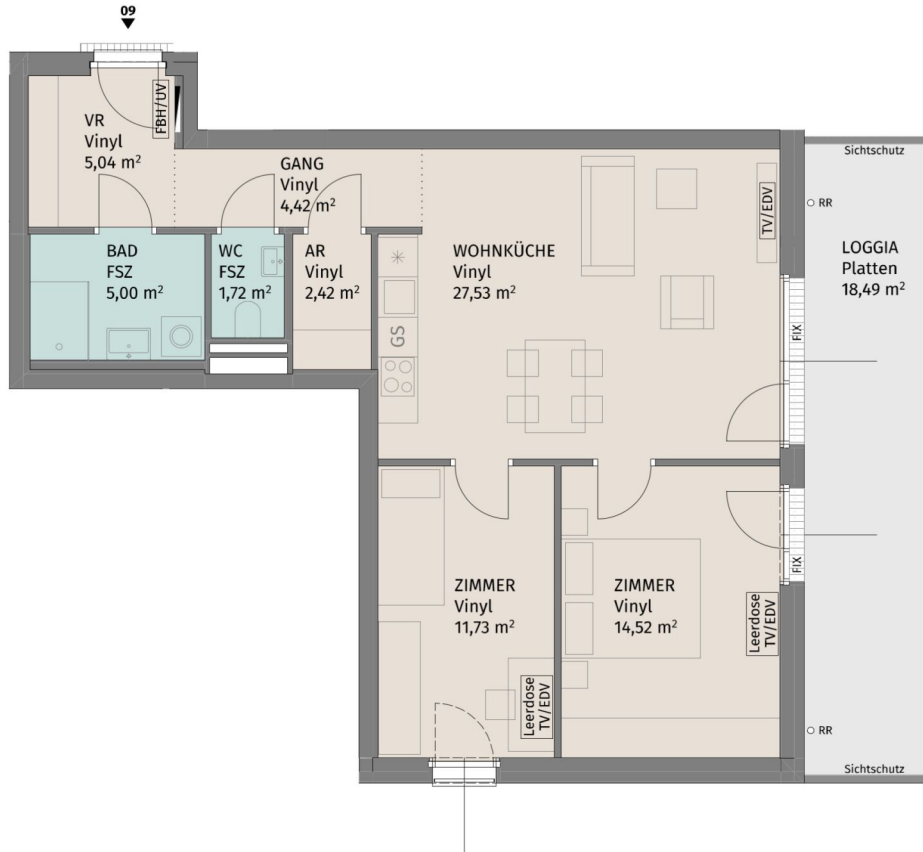 09
FBH/UV
VR
Vinyl
5,04 m²
GANG
Vinyl
4,42 m²
BAD
FSZ
5,00 m²
WC
FSZ
1,72 m²
AR
Vinyl
2,42 m²
GS
WOHNKÜCHE
Vinyl
27,53 m²
TV/EDV
FIX
Sichtschutz
RR
LOGGIA
Platten
18,49 m²
ZIMMER
Vinyl
11,73 m²
Leerdose
TV/EDV
ZIMMER
Vinyl
14,52 m²
Leerdose
TV/EDV
FIX
RR
Sichtschutz